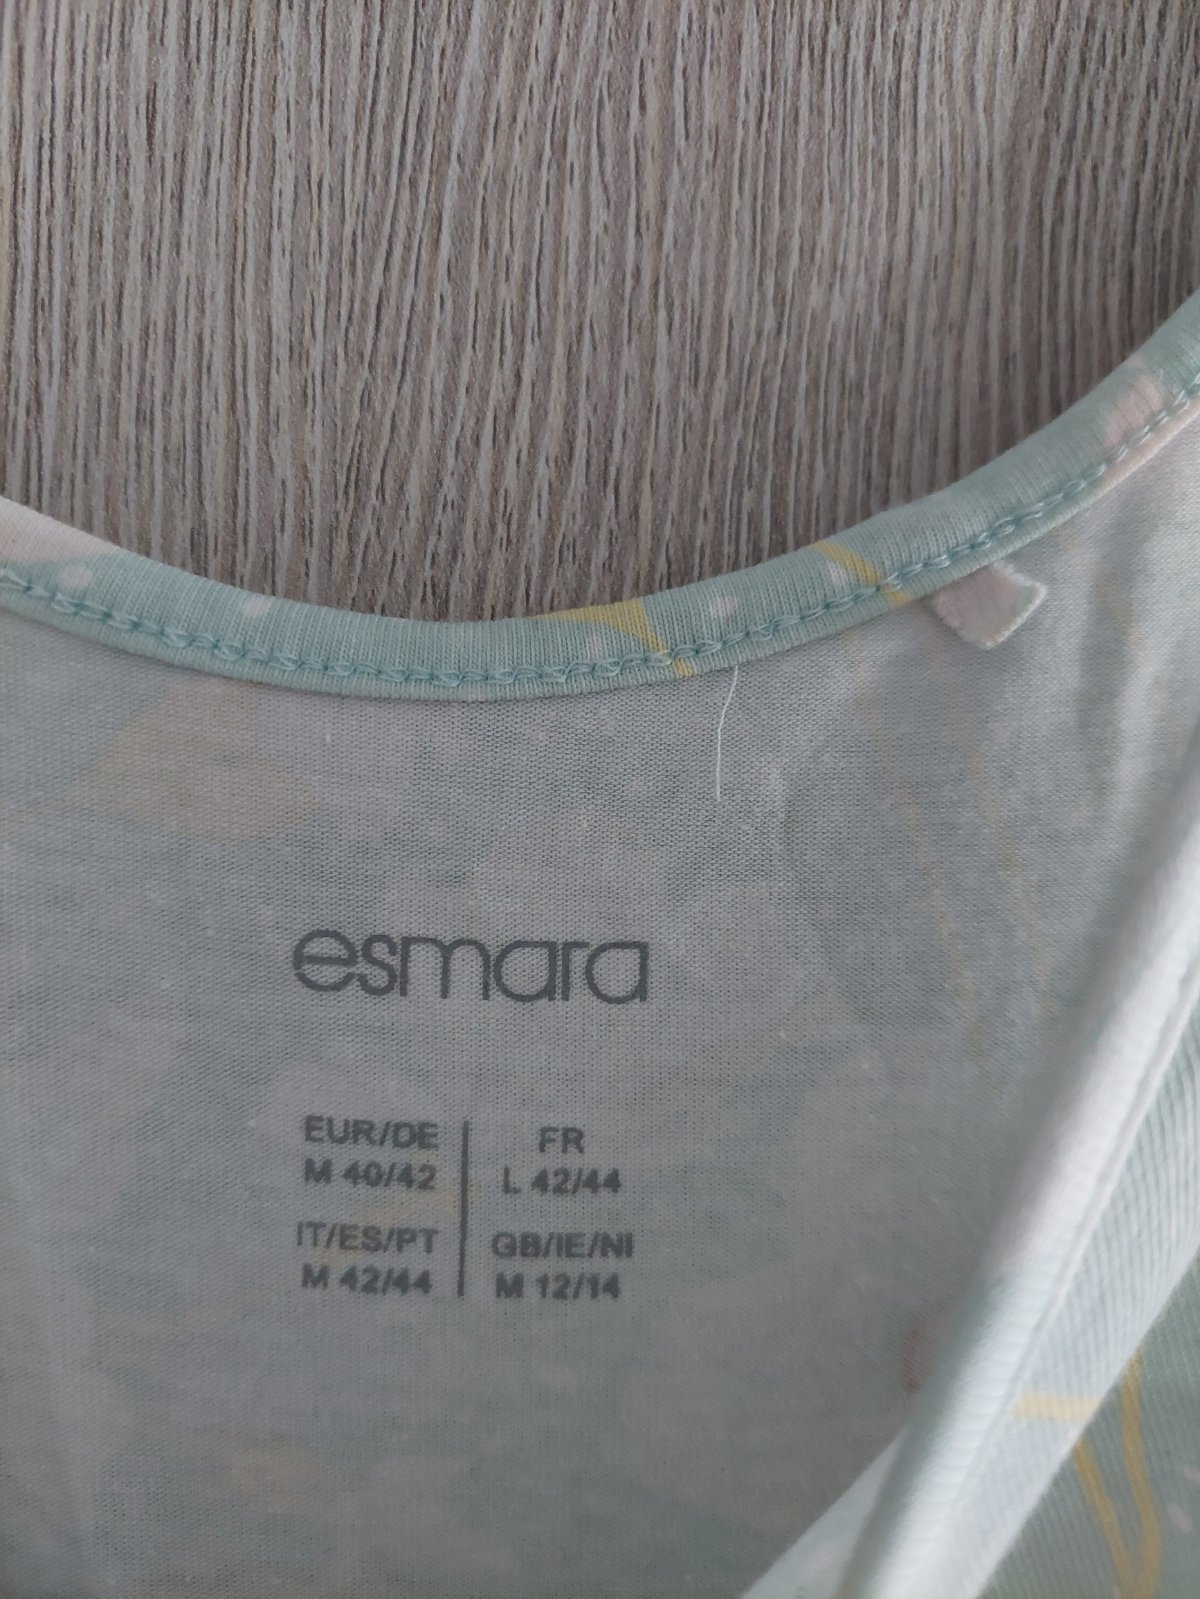 esmara
EUR/DE
M 40/42
FR
L 42/44
IT/ES/PT
M 42/44
GB/IE/NI
M 12/14